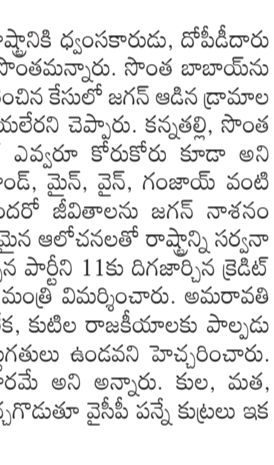 ష్ట్రానికి ధ్వంసకారుడు, దోపీడీదారు
సొంతమన్నారు. సొంత బాబాయ్‌ను
ంచిన కేసులో జగన్ ఆడిన డ్రామాల
యలేరని చెప్పారు. కన్నతల్లి, సొంత
ఎవ్వరూ కోరుకోరు కూడా అని
ండ్, మైన్, వైన్, గంజాయ్ వంటి
దరో జీవితాలను జగన్ నాశనం
మైన ఆలోచనలతో రాష్ట్రాన్ని సర్వనా
న పార్టీని 11కు దిగజార్చిన క్రెడిట్
మంత్రి విమర్శించారు. అమరావతి
క, కుటిల రాజకీయాలకు పాల్పడు
గతులు ఉండవని హెచ్చరించారు.
రమే అని అన్నారు. కుల, మత,
చ్చగొడుతూ వైసీపీ పన్నే కుట్రలు ఇక